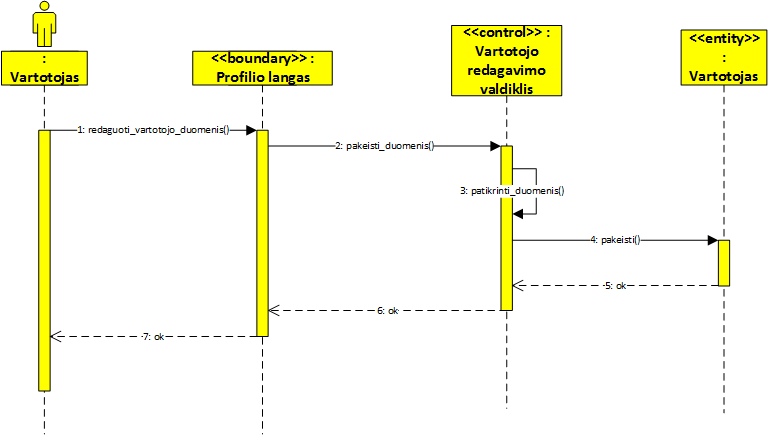 :
Vartotojas
<<boundary>> :
Profilio langas
<<control>> :
Vartotojo
redagavimo
valdiklis
<<entity>>
:
Vartotojas
1: redaguoti_vartotojo_duomenis()
2: pakeisti_duomenis()
3: patikrinti_duomenis()
4: pakeisti()
5: ok
6: ok
7: ok